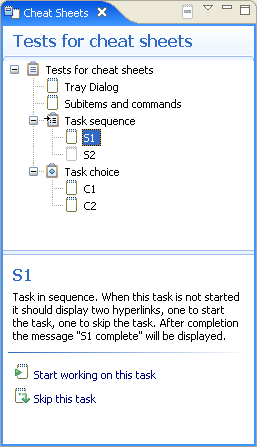 Cheat Sheets
Tests for cheat sheets
Tests for cheat sheets
Tray Dialog
Subitems and commands
Task sequence
S1
S2
Task choice
C1
C2
S1
Task in sequence. When this task is not started
it should display two hyperlinks, one to start
the task, one to skip the task. After completion
the message "S1 complete" will be displayed.
Start working on this task
Skip this task